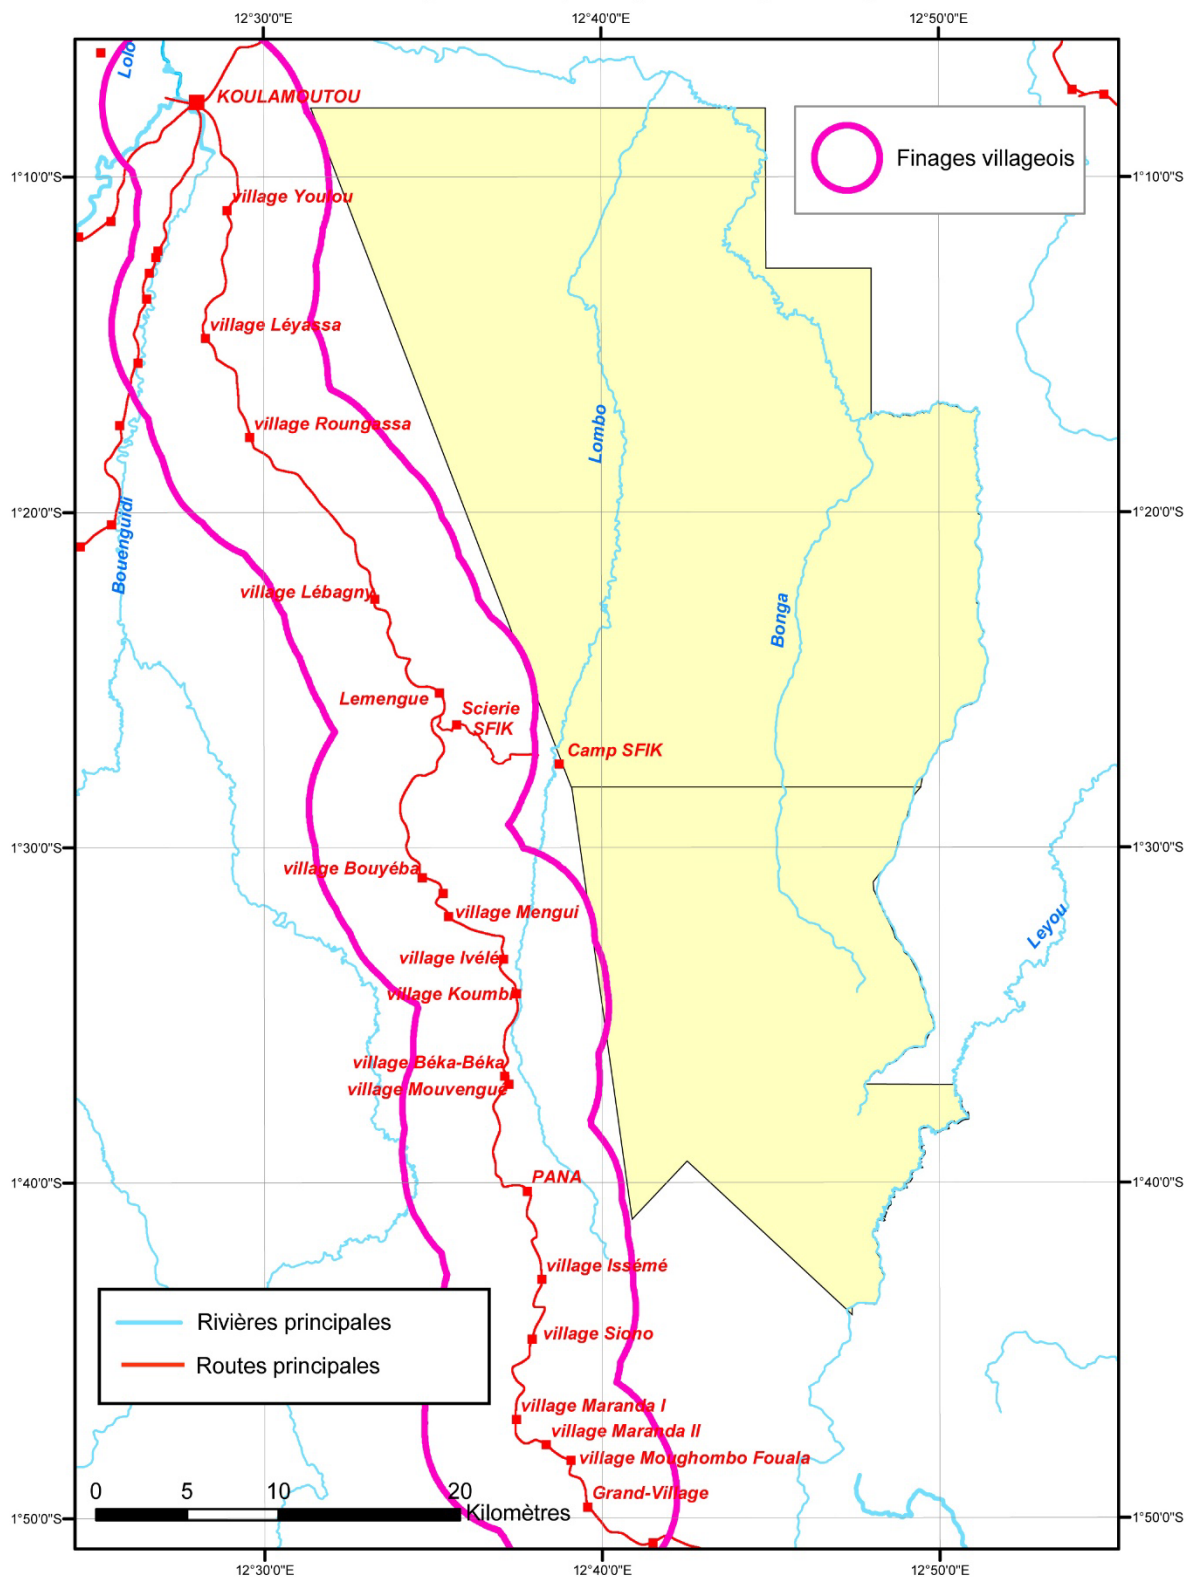 12°30'0"E
12°40'0"E
12°50'0"E
Lolo
KOULAMOUTOU
Finages villageois
1°10'0"S
1°10'0"S
village Youlou
village Léyassa
village Roungassa
Lombo
1°20'0"S
1°20'0"S
Bouenguidi
village Lébagny
Bonga
Lemengue
Scierie
SFIK
Camp SFIK
1°30'0"S
1°30'0"S
village Bouyéba
village Mengui
Leyou
village Ivélé
village Koumbi
village Béka-Béka
village Mouvengué
1°40'0"S
PANA
1°40'0"S
village Issémé
Rivières principales
village Siono
Routes principales
village Maranda I
village Maranda II
village Moughombo Fouala
0 5 10 20
Grand-Village
Kilomètres
1°50'0"S
1°50'0"S
12°30'0"E
12°40'0"E
12°50'0"E